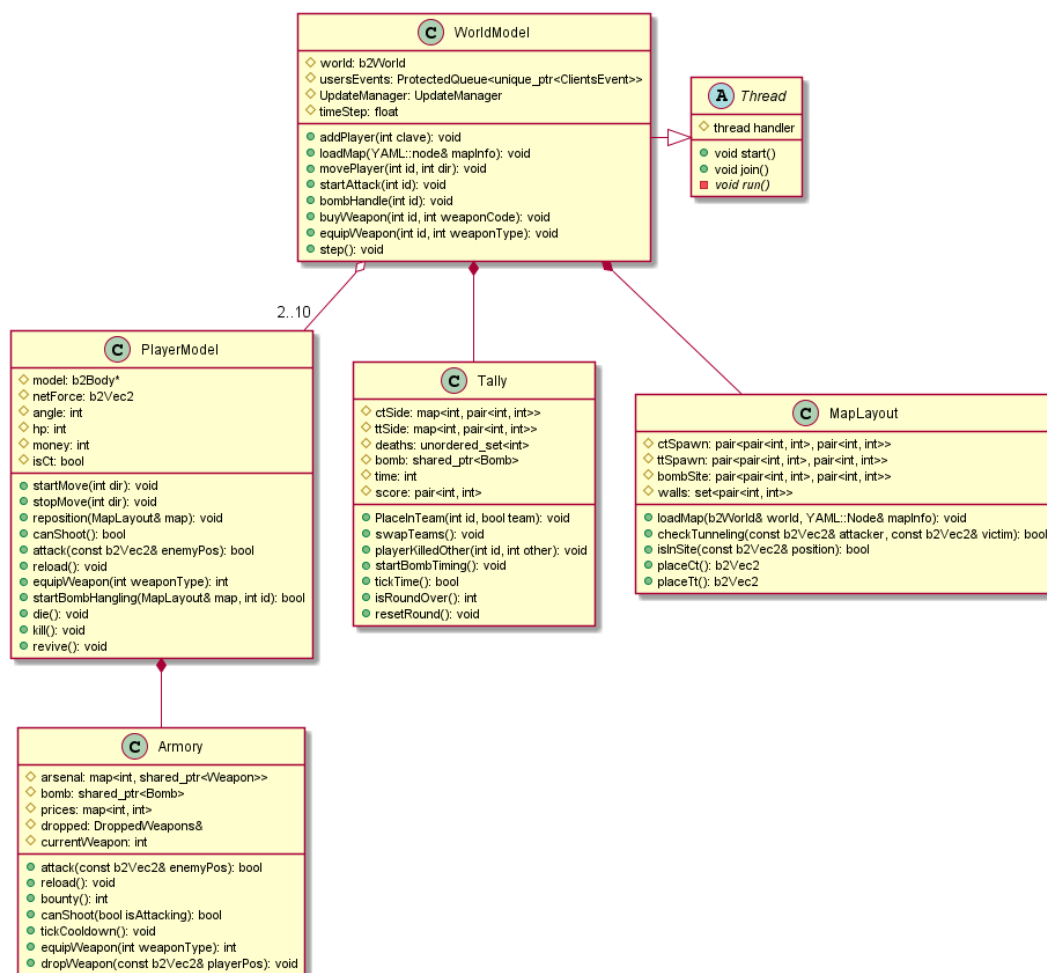 C WorldModel
world: b2World
usersEvents: ProtectedQueue<unique_ptr<ClientsEvent>>
UpdateManager: UpdateManager
timeStep: float
addPlayer(int clave): void
loadMap(YAML::node& mapInfo): void
movePlayer(int id, int dir): void
startAttack(int id): void
bombHandle(int id): void
buyWeapon(int id, int weaponCode): void
equipWeapon(int id, int weaponType): void
step(): void
A Thread
thread handler
void start()
void join()
void run()
2..10
C PlayerModel
model: b2Body*
netForce: b2Vec2
angle: int
hp: int
money: int
isCt: bool
startMove(int dir): void
stopMove(int dir): void
reposition(MapLayout& map): void
canShoot(): bool
attack(const b2Vec2& enemyPos): bool
reload(): void
equipWeapon(int weaponType): int
startBombHangling(MapLayout& map, int id): bool
die(): void
kill(): void
revive(): void
C Tally
ctSide: map<int, pair<int, int>>
ttSide: map<int, pair<int, int>>
deaths: unordered_set<int>
bomb: shared_ptr<Bomb>
time: int
score: pair<int, int>
PlaceInTeam(int id, bool team): void
swapTeams(): void
playerKilledOther(int id, int other): void
startBombTiming(): void
tickTime(): bool
isRoundOver(): int
resetRound(): void
C MapLayout
ctSpawn: pair<pair<int, int>, pair<int, int>>
ttSpawn: pair<pair<int, int>, pair<int, int>>
bombSite: pair<pair<int, int>, pair<int, int>>
walls: set<pair<int, int>>
loadMap(b2World& world, YAML::Node& mapInfo): void
checkTunneling(const b2Vec2& attacker, const b2Vec2& victim): bool
isInSite(const b2Vec2& position): bool
placeCt(): b2Vec2
placeTt(): b2Vec2
C Armory
arsenal: map<int, shared_ptr<Weapon>>
bomb: shared_ptr<Bomb>
prices: map<int, int>
dropped: DroppedWeapons&
currentWeapon: int
attack(const b2Vec2& enemyPos): bool
reload(): void
bounty(): int
canShoot(bool isAttacking): bool
tickCooldown(): void
equipWeapon(int weaponType): int
dropWeapon(const b2Vec2& playerPos): void